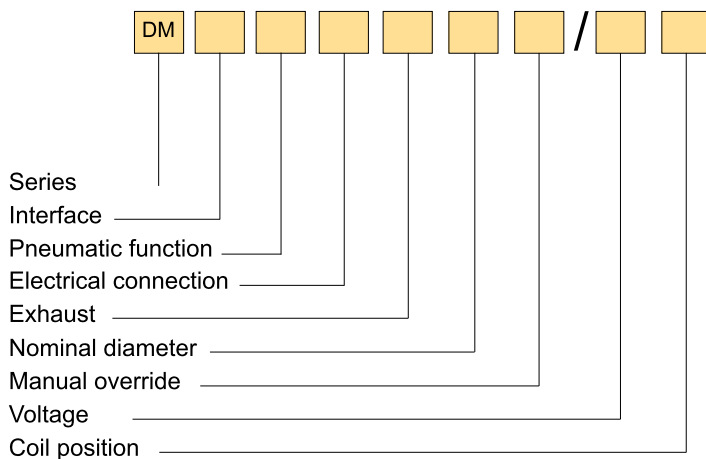 DM /
Series
Interface
Pneumatic function
Electrical connection
Exhaust
Nominal diameter
Manual override
Voltage
Coil position